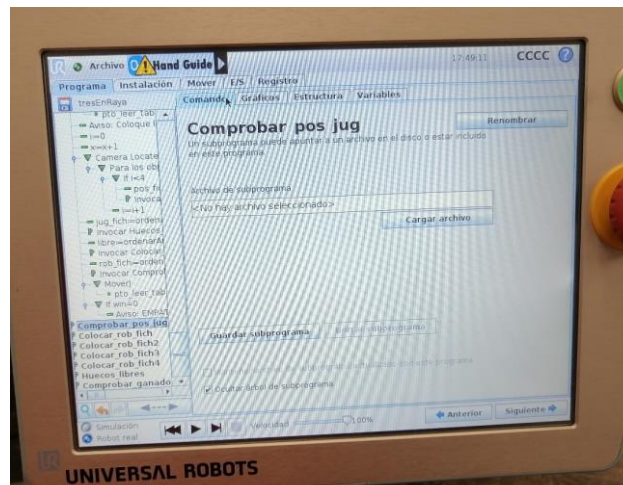 Archivo
Hand Guide
17:49:11
CCCC
?
Programa
Instalación
Mover
E/S
Registro
tresEnRaya
Comando
Gráficos
Estructura
Variables
pto_leer_tab
Aviso: Coloque l
i=0
x=x+1
Camera Locate
Para los obj
If i<4
pos_fi
Invoca
i=i+1
jug_fich=ordena
Invocar Huecos
libre=ordenarA
Invocar Colocar
rob_fich=orden
Invocar Comprol
MoveJ
pto_leer_tab
If win=0
Aviso: EMPAT
Comprobar_pos_jug
Colocar_rob_fich
Colocar_rob_fich2
Colocar_rob_fich3
Colocar_rob_fich4
Huecos_libres
Comprobar_ganado
Comprobar pos jug
Renombrar
Un subprograma puede apuntar a un archivo en el disco o estar incluido
en este programa.
Archivo de subprograma
<No hay archivo seleccionado>
Cargar archivo
Guardar subprograma
Borrar subprograma
Ocultar árbol de subprograma
Simulación
Robot real
Velocidad
100%
Anterior
Siguiente
UR
UNIVERSAL ROBOTS